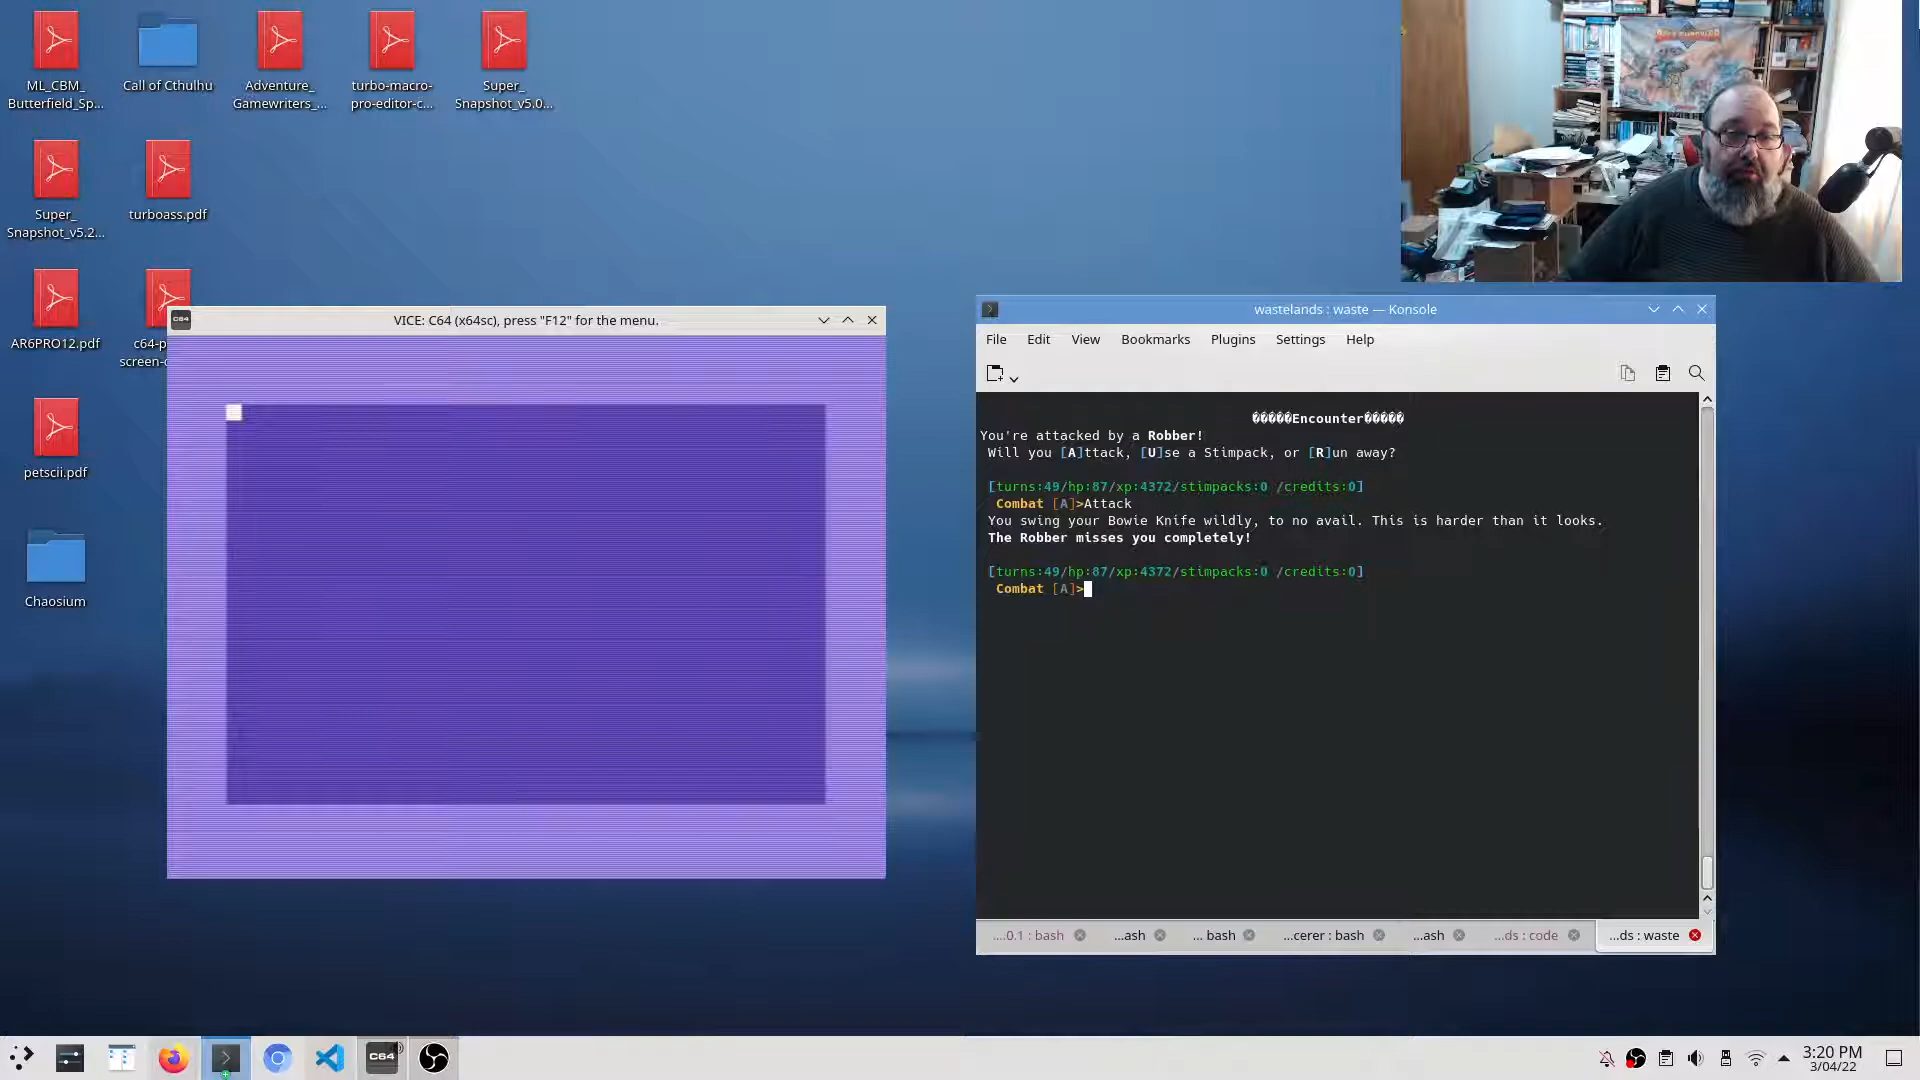 ML_CBM_
Butterfield_Sp...
Call of Cthulhu
Adventure_
Gamewriters_...
turbo-macro-
pro-editor-c...
Super_
Snapshot_v5.0...
Super_
Snapshot_v5.2...
turboass.pdf
AR6PRO12.pdf
c64-p
screen-c
petscii.pdf
Chaosium
C64
VICE: C64 (x64sc), press "F12" for the menu.
wastelands : waste — Konsole
File Edit View Bookmarks Plugins Settings Help
�����Encounter�����
You're attacked by a Robber!
Will you [A]ttack, [U]se a Stimpack, or [R]un away?
[turns:49/hp:87/xp:4372/stimpacks:0 /credits:0]
Combat [A]>Attack
You swing your Bowie Knife wildly, to no avail. This is harder than it looks.
The Robber misses you completely!
[turns:49/hp:87/xp:4372/stimpacks:0 /credits:0]
Combat [A]>
....0.1 : bash ...ash ... bash ...cerer : bash ...ash ...ds : code ...ds : waste
C64
3:20 PM
3/04/22